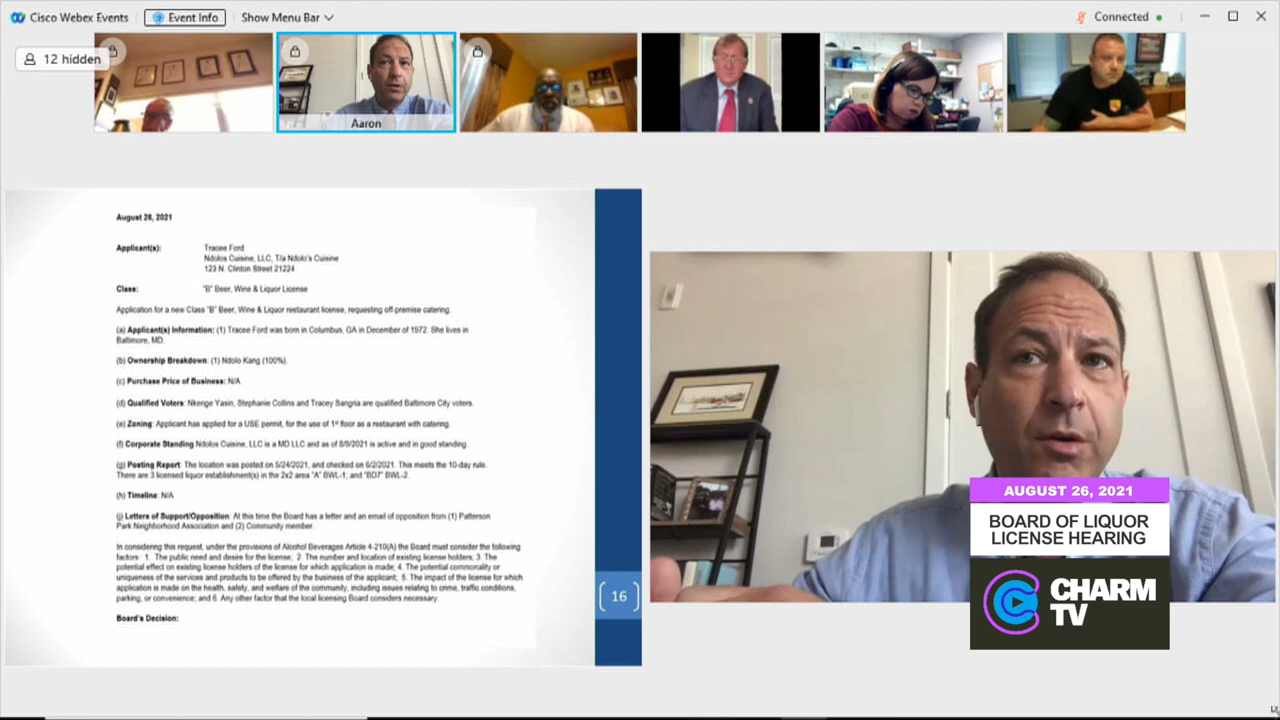 Cisco Webex Events
Event Info
Show Menu Bar
Connected
12 hidden
Aaron
August 26, 2021
Applicant(s): Tracee Ford
Ndolos Cuisine, LLC, T/a Ndolo's Cuisine
123 N. Clinton Street 21224
Class: "B" Beer, Wine & Liquor License
Application for a new Class "B" Beer, Wine & Liquor restaurant license, requesting off-premise catering.
(a) Applicant(s) Information: (1) Tracee Ford was born in Columbus, GA in December of 1972. She lives in
Baltimore, MD.
(b) Ownership Breakdown: (1) Ndolo Kang (100%).
(c) Purchase Price of Business: N/A
(d) Qualified Voters: Nkenge Yasin, Stephanie Collins and Tracey Sangria are qualified Baltimore City voters.
(e) Zoning: Applicant has applied for a USE permit, for the use of 1st floor as a restaurant with catering.
(f) Corporate Standing Ndolos Cuisine, LLC is a MD LLC and as of 8/9/2021 is active and in good standing.
(g) Posting Report: The location was posted on 5/24/2021, and checked on 6/2/2021. This meets the 10-day rule.
There are 3 licensed liquor establishment(s) in the 2x2 area "A" BWL-1; and "BD7" BWL-2.
(h) Timeline: N/A
(j) Letters of Support/Opposition: At this time the Board has a letter and an email of opposition from (1) Patterson
Park Neighborhood Association and (2) Community member.
In considering this request, under the provisions of Alcohol Beverages Article 4-210(A) the Board must consider the following
factors: 1. The public need and desire for the license; 2. The number and location of existing license holders; 3. The
potential effect on existing license holders of the license for which application is made; 4. The potential commonality or
uniqueness of the services and products to be offered by the business of the applicant; 5. The impact of the license for which
application is made on the health, safety, and welfare of the community, including issues relating to crime, traffic conditions,
parking, or convenience; and 6. Any other factor that the local licensing Board considers necessary.
Board's Decision:
16
AUGUST 26, 2021
BOARD OF LIQUOR
LICENSE HEARING
CHARM
TV